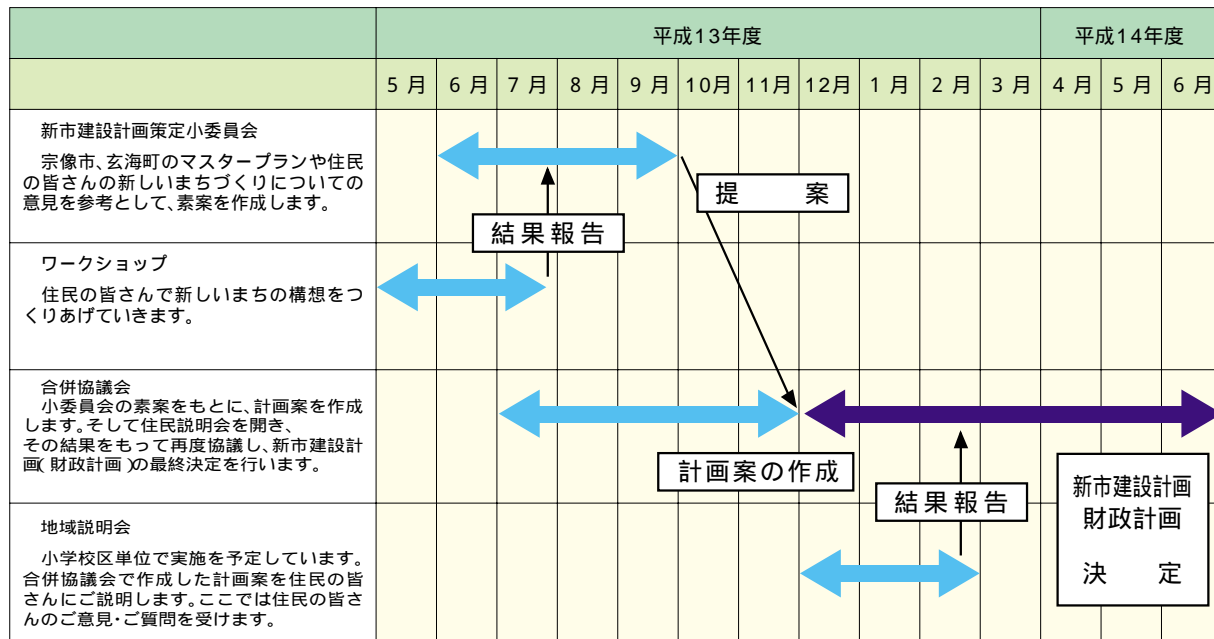 平成13年度 平成14年度
5月 6月 7月 8月 9月 10月 11月 12月 1月 2月 3月 4月 5月 6月
新市建設計画策定小委員会
宗像市、玄海町のマスタープランや住民
の皆さんの新しいまちづくりについての
意見を参考として、素案を作成します。
提案
結果報告
ワークショップ
住民の皆さんで新しいまちの構想をつ
くりあげていきます。
合併協議会
小委員会の素案をもとに、計画案を作成
します。そして住民説明会を開き、
その結果をもって再度協議し、新市建設計
画(財政計画)の最終決定を行います。
計画案の作成
結果報告
新市建設計画
財政計画
決定
地域説明会
小学校区単位で実施を予定しています。
合併協議会で作成した計画案を住民の皆
さんにご説明します。ここでは住民の皆さ
んのご意見・ご質問を受けます。